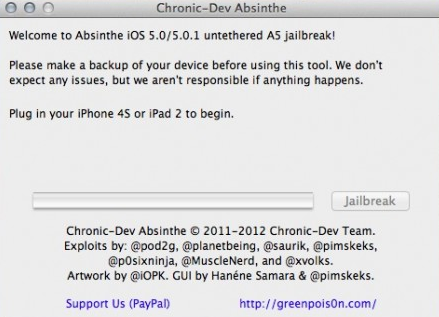 Chronic-Dev Absinthe
Welcome to Absinthe iOS 5.0/5.0.1 untethered A5 jailbreak!
Please make a backup of your device before using this tool. We don't
expect any issues, but we aren't responsible if anything happens.
Plug in your iPhone 4S or iPad 2 to begin.
Jailbreak
Chronic-Dev Absinthe © 2011-2012 Chronic-Dev Team.
Exploits by: @pod2g, @planetbeing, @saurik, @pimskeks,
@p0sixninja, @MuscleNerd, and @xvolks.
Artwork by @iOPK. GUI by Hanéne Samara & @pimskeks.
Support Us (PayPal) http://greenpois0n.com/